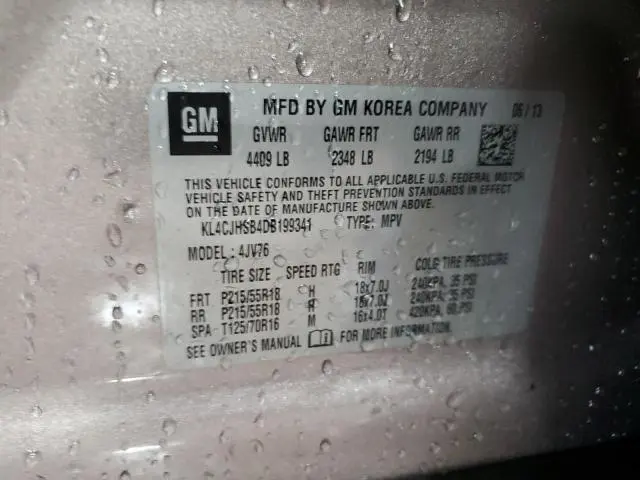 GM
MFD BY GM KOREA COMPANY 06/13
GVWR GAWR FRT GAWR RR
4409 LB 2348 LB 2194 LB
THIS VEHICLE CONFORMS TO ALL APPLICABLE U.S. FEDERAL MOTOR
VEHICLE SAFETY AND THEFT PREVENTION STANDARDS IN EFFECT
ON THE DATE OF MANUFACTURE SHOWN ABOVE.
KL4CJHSB4DB199341 TYPE: MPV
MODEL: 4JV76
TIRE SIZE SPEED RTG RIM COLD TIRE PRESSURE
FRT P215/55R18 H 18x7.0J 240KPA, 35 PSI
RR P215/55R18 H 18x7.0J 240KPA, 35 PSI
SPA T125/70R16 M 16x4.0T 420KPA, 60 PSI
SEE OWNER'S MANUAL FOR MORE INFORMATION